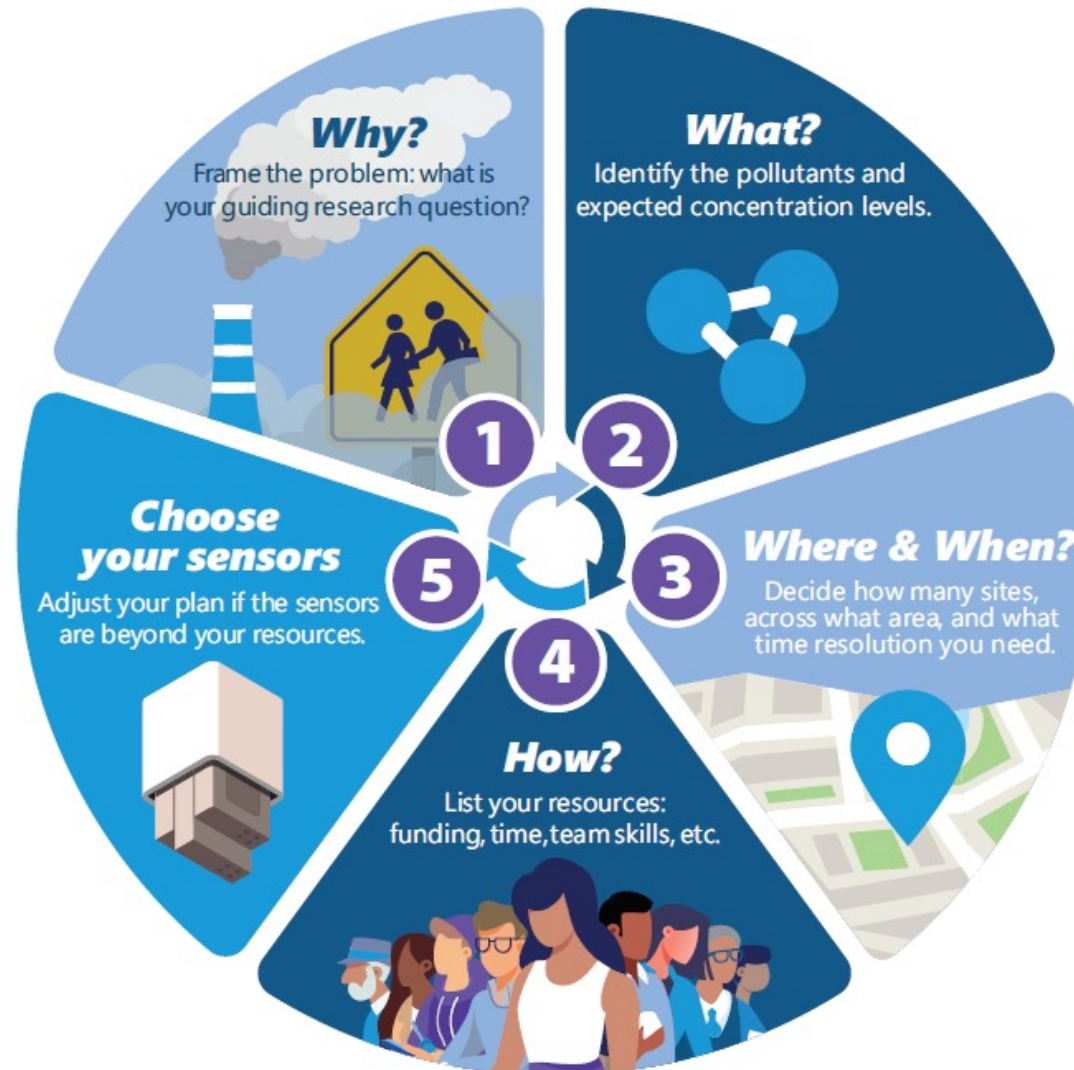 1
Why?
Frame the problem: what is
your guiding research question?
2
What?
Identify the pollutants and
expected concentration levels.
3
Where & When?
Decide how many sites,
across what area, and what
time resolution you need.
4
How?
List your resources:
funding, time, team skills, etc.
5
Choose
your sensors
Adjust your plan if the sensors
are beyond your resources.